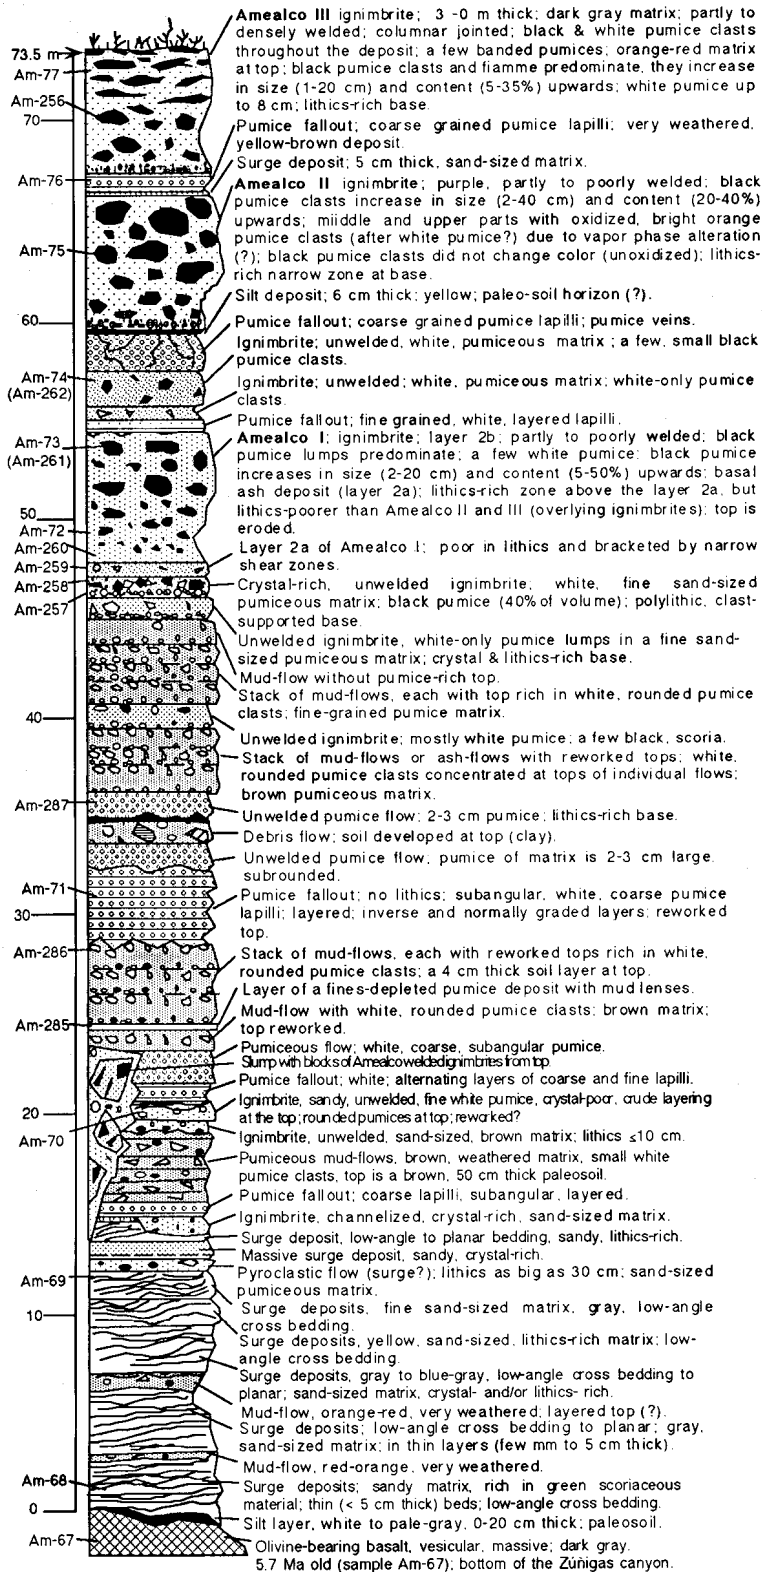 Amealco III ignimbrite; 3 -0 m thick; dark gray matrix; partly to
densely welded; columnar jointed; black & white pumice clasts
throughout the deposit; a few banded pumices; orange-red matrix
at top; black pumice clasts and fiamme predominate, they increase
in size (1-20 cm) and content (5-35%) upwards; white pumice up
to 8 cm; lithics-rich base.
Pumice fallout; coarse grained pumice lapilli; very weathered,
yellow-brown deposit.
Surge deposit; 5 cm thick, sand-sized matrix.
Amealco II ignimbrite; purple, partly to poorly welded; black
pumice clasts increase in size (2-40 cm) and content (20-40%)
upwards; miiddle and upper parts with oxidized, bright orange
pumice clasts (after white pumice?) due to vapor phase alteration
(?); black pumice clasts did not change color (unoxidized); lithics-
rich narrow zone at base.
Silt deposit; 6 cm thick; yellow; paleo-soil horizon (?).
Pumice fallout; coarse grained pumice lapilli; pumice veins.
Ignimbrite, unwelded, white, pumiceous matrix ; a few, small black
pumice clasts.
Ignimbrite; unwelded; white, pumiceous matrix; white-only pumice
clasts.
Pumice fallout; fine grained, white, layered lapilli.
Amealco I; ignimbrite; layer 2b; partly to poorly welded; black
pumice lumps predominate; a few white pumice; black pumice
increases in size (2-20 cm) and content (5-50%) upwards; basal
ash deposit (layer 2a); lithics-rich zone above the layer 2a, but
lithics-poorer than Amealco II and III (overlying ignimbrites); top is
eroded.
Layer 2a of Amealco I; poor in lithics and bracketed by narrow
shear zones.
Crystal-rich, unwelded ignimbrite, white, fine sand-sized
pumiceous matrix; black pumice (40% of volume); polylithic, clast-
supported base.
Unwelded ignimbrite, white-only pumice lumps in a fine sand-
sized pumiceous matrix; crystal & lithics-rich base.
Mud-flow without pumice-rich top.
Stack of mud-flows, each with top rich in white, rounded pumice
clasts; fine-grained pumice matrix.
Unwelded ignimbrite; mostly white pumice; a few black, scoria.
Stack of mud-flows or ash-flows with reworked tops; white,
rounded pumice clasts concentrated at tops of individual flows;
brown pumiceous matrix.
Unwelded pumice flow; 2-3 cm pumice; lithics-rich base.
Debris flow; soil developed at top (clay).
Unwelded pumice flow; pumice of matrix is 2-3 cm large,
subrounded.
Pumice fallout; no lithics; subangular, white, coarse pumice
lapilli; layered; inverse and normally graded layers; reworked
top.
Stack of mud-flows, each with reworked tops rich in white,
rounded pumice clasts; a 4 cm thick soil layer at top.
Layer of a fines-depleted pumice deposit with mud lenses.
Mud-flow with white, rounded pumice clasts; brown matrix;
top reworked.
Pumiceous flow; white, coarse, subangular pumice.
Slump with blocks of Amealco welded ignimbrites from top.
Pumice fallout; white; alternating layers of coarse and fine lapilli.
Ignimbrite, sandy, unwelded, fine white pumice, crystal-poor, crude layering
at the top; rounded pumices at top; reworked?
Ignimbrite, unwelded, sand-sized, brown matrix; lithics ≤10 cm.
Pumiceous mud-flows, brown, weathered matrix, small white
pumice clasts, top is a brown, 50 cm thick paleosoil.
Pumice fallout; coarse lapilli, subangular, layered.
Ignimbrite, channelized, crystal-rich, sand-sized matrix.
Surge deposit, low-angle to planar bedding, sandy, lithics-rich.
Massive surge deposit, sandy, crystal-rich.
Pyroclastic flow (surge?); lithics as big as 30 cm; sand-sized
pumiceous matrix.
Surge deposits, fine sand-sized matrix, gray, low-angle
cross bedding.
Surge deposits, yellow, sand-sized, lithics-rich matrix; low-
angle cross bedding.
Surge deposits, gray to blue-gray, low-angle cross bedding to
planar; sand-sized matrix, crystal- and/or lithics- rich.
Mud-flow, orange-red, very weathered; layered top (?).
Surge deposits; low-angle cross bedding to planar; gray,
sand-sized matrix; in thin layers (few mm to 5 cm thick).
Mud-flow, red-orange, very weathered.
Surge deposits; sandy matrix, rich in green scoriaceous
material; thin (< 5 cm thick) beds; low-angle cross bedding.
Silt layer, white to pale-gray, 0-20 cm thick; paleosoil.
Olivine-bearing basalt, vesicular, massive; dark gray.
5.7 Ma old (sample Am-67); bottom of the Zúñigas canyon.
73.5 m
Am-77
Am-256
70
Am-76
Am-75
60
Am-74
(Am-262)
Am-73
(Am-261)
50
Am-72
Am-260
Am-259
Am-258
Am-257
40
Am-287
Am-71
30
Am-286
Am-285
20
Am-70
Am-69
10
Am-68
0
Am-67